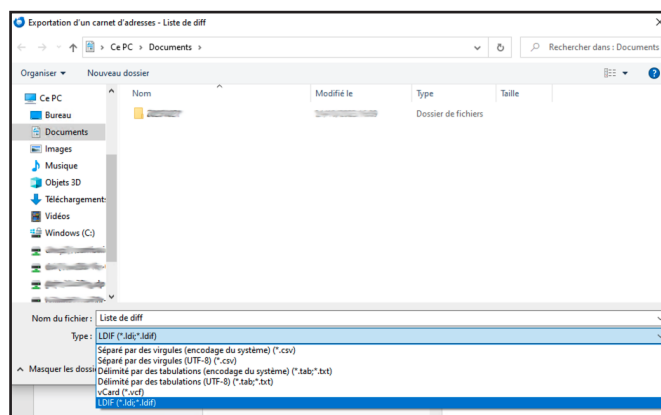 Exportation d'un carnet d'adresses - Liste de diff
Ce PC > Documents >
Rechercher dans : Documents
Organiser
Nouveau dossier
Nom
Modifié le
Type
Taille
Ce PC
Bureau
Documents
Images
Musique
Objets 3D
Téléchargements
Vidéos
Windows (C:)
Dossier de fichiers
Nom du fichier :
Liste de diff
Type :
LDIF (*.ldi;*.ldif)
Séparé par des virgules (encodage du système) (*.csv)
Séparé par des virgules (UTF-8) (*.csv)
Délimité par des tabulations (encodage du système) (*.tab;*.txt)
Délimité par des tabulations (UTF-8) (*.tab;*.txt)
vCard (*.vcf)
LDIF (*.ldi;*.ldif)
Masquer les dossi